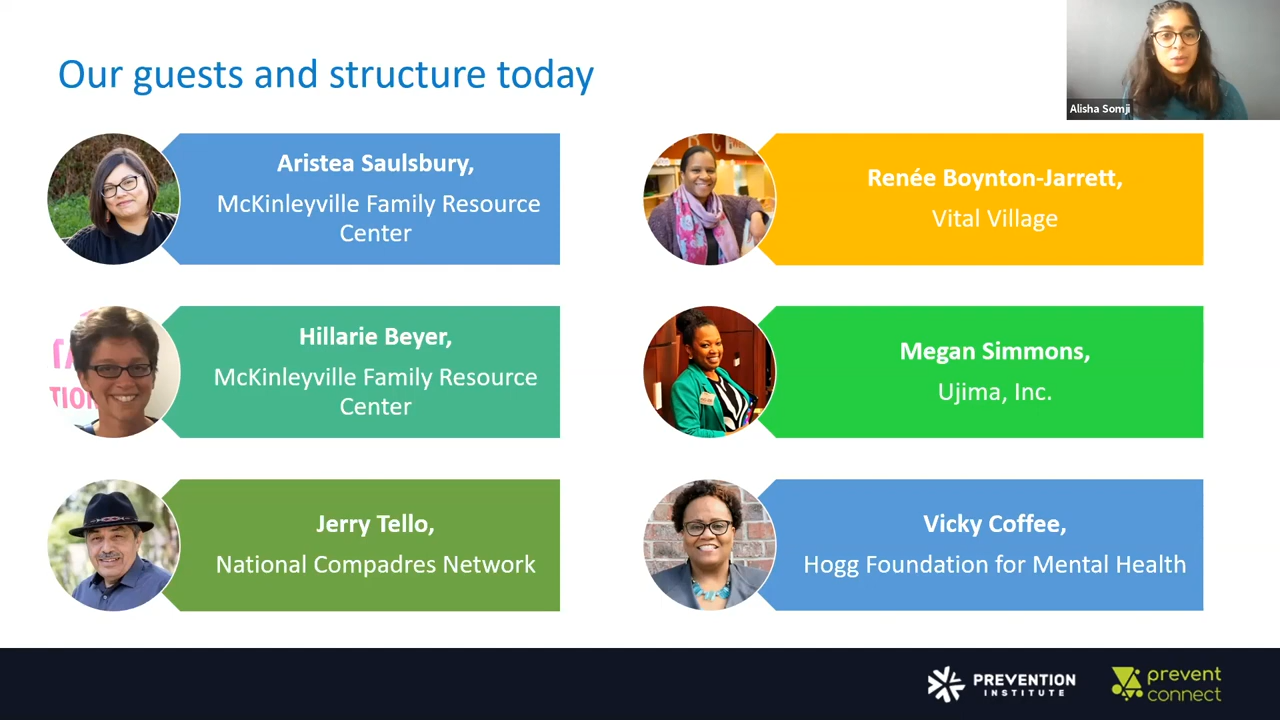 Our guests and structure today
Alisha Somji
Aristea Saulsbury,
McKinleyville Family Resource
Center
Renée Boynton-Jarrett,
Vital Village
Hillarie Beyer,
McKinleyville Family Resource
Center
Megan Simmons,
Ujima, Inc.
Jerry Tello,
National Compadres Network
Vicky Coffee,
Hogg Foundation for Mental Health
PREVENTION
INSTITUTE
prevent
connect